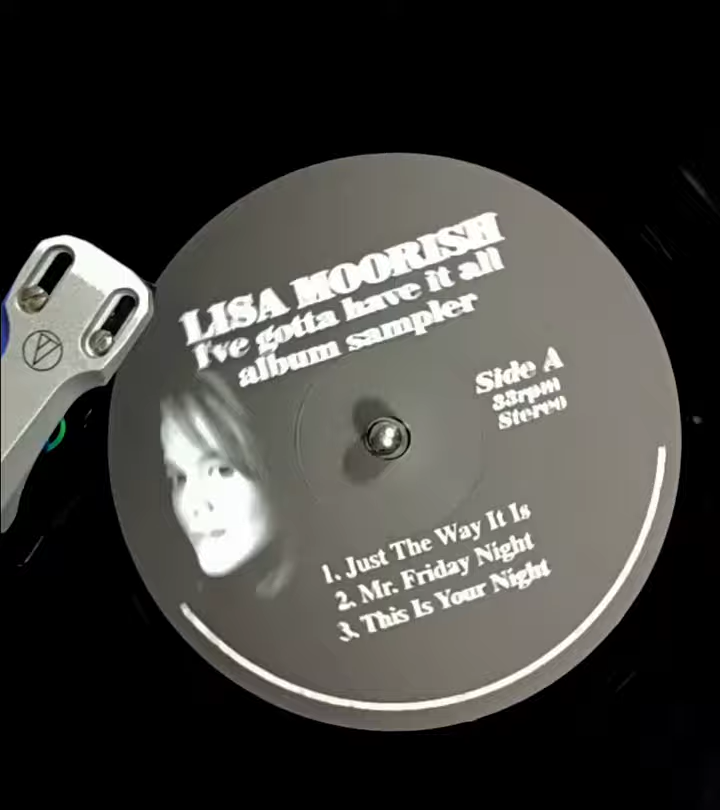 LISA MOORISH
I've gotta have it all
album sampler
Side A
33rpm
Stereo
1. Just The Way It Is
2. Mr. Friday Night
3. This Is Your Night